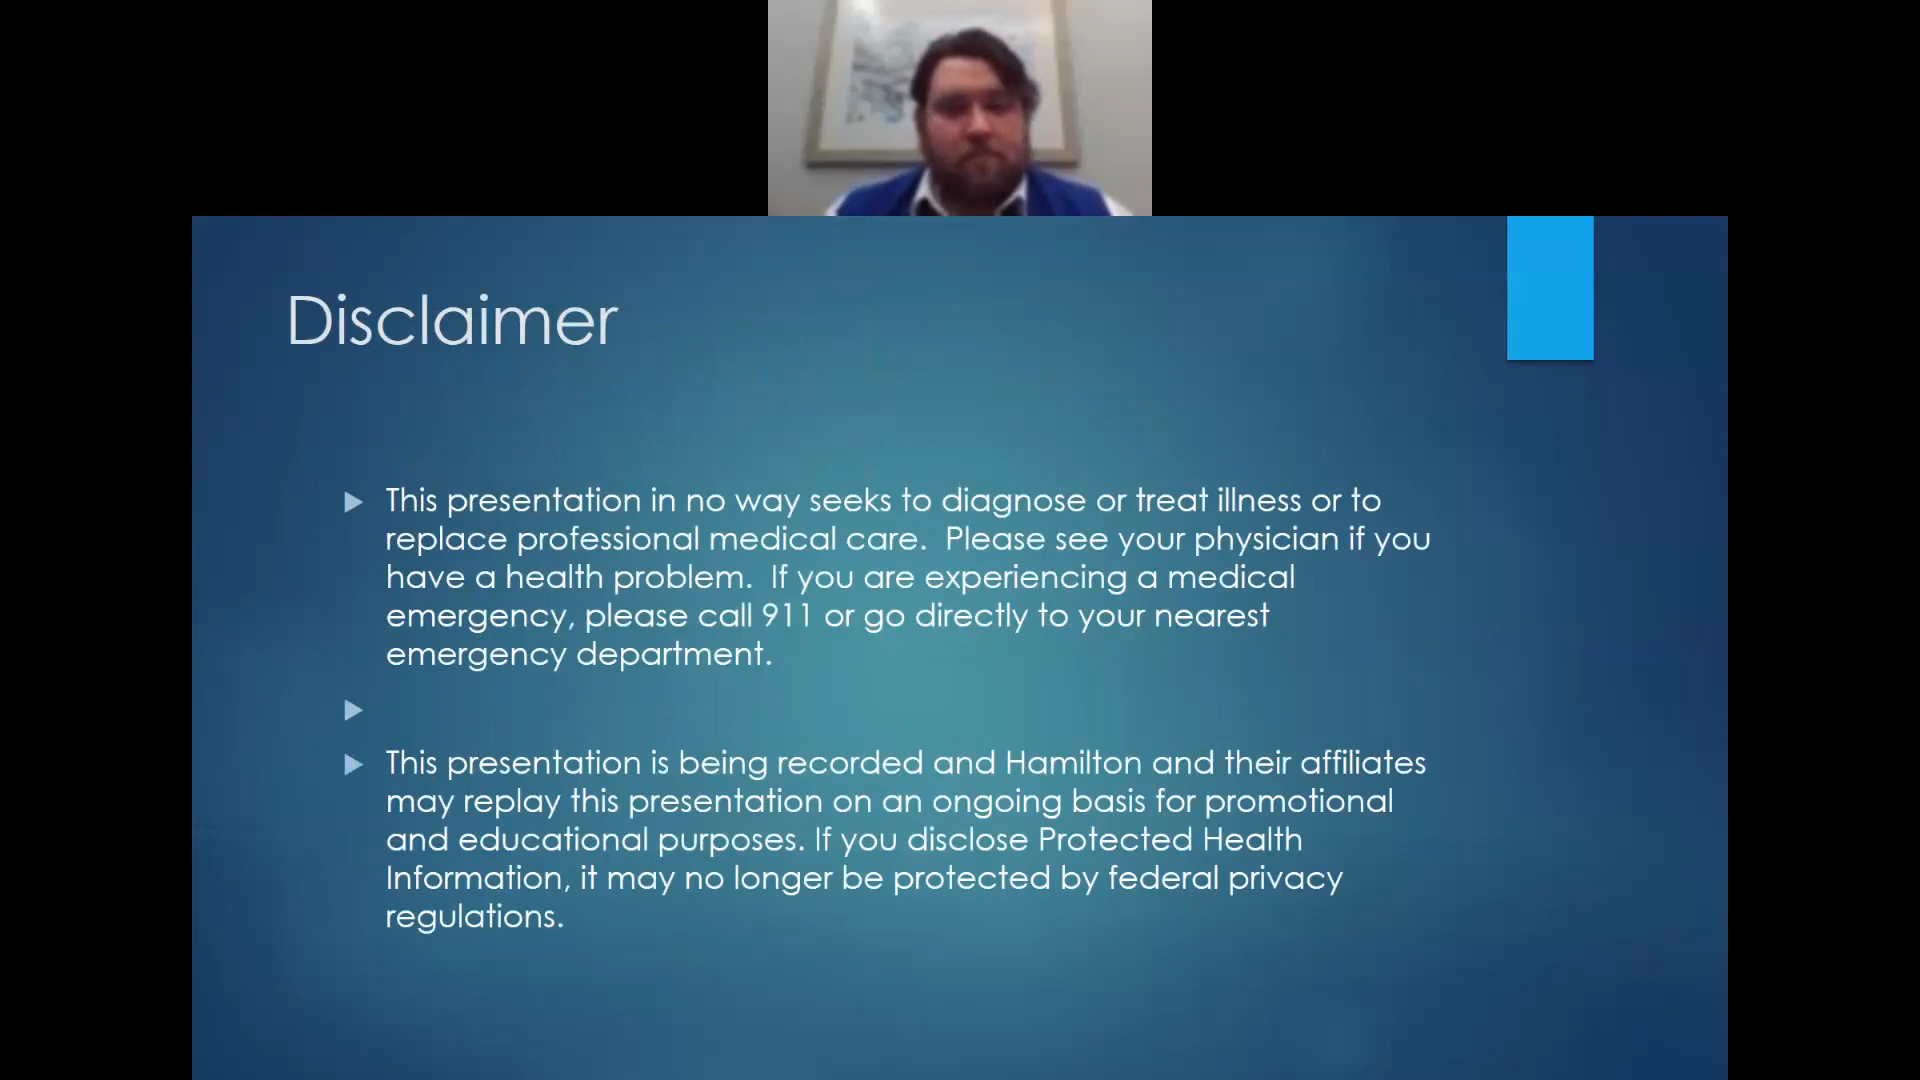 Disclaimer
This presentation in no way seeks to diagnose or treat illness or to
replace professional medical care.  Please see your physician if you
have a health problem.  If you are experiencing a medical
emergency, please call 911 or go directly to your nearest
emergency department.
This presentation is being recorded and Hamilton and their affiliates
may replay this presentation on an ongoing basis for promotional
and educational purposes. If you disclose Protected Health
Information, it may no longer be protected by federal privacy
regulations.